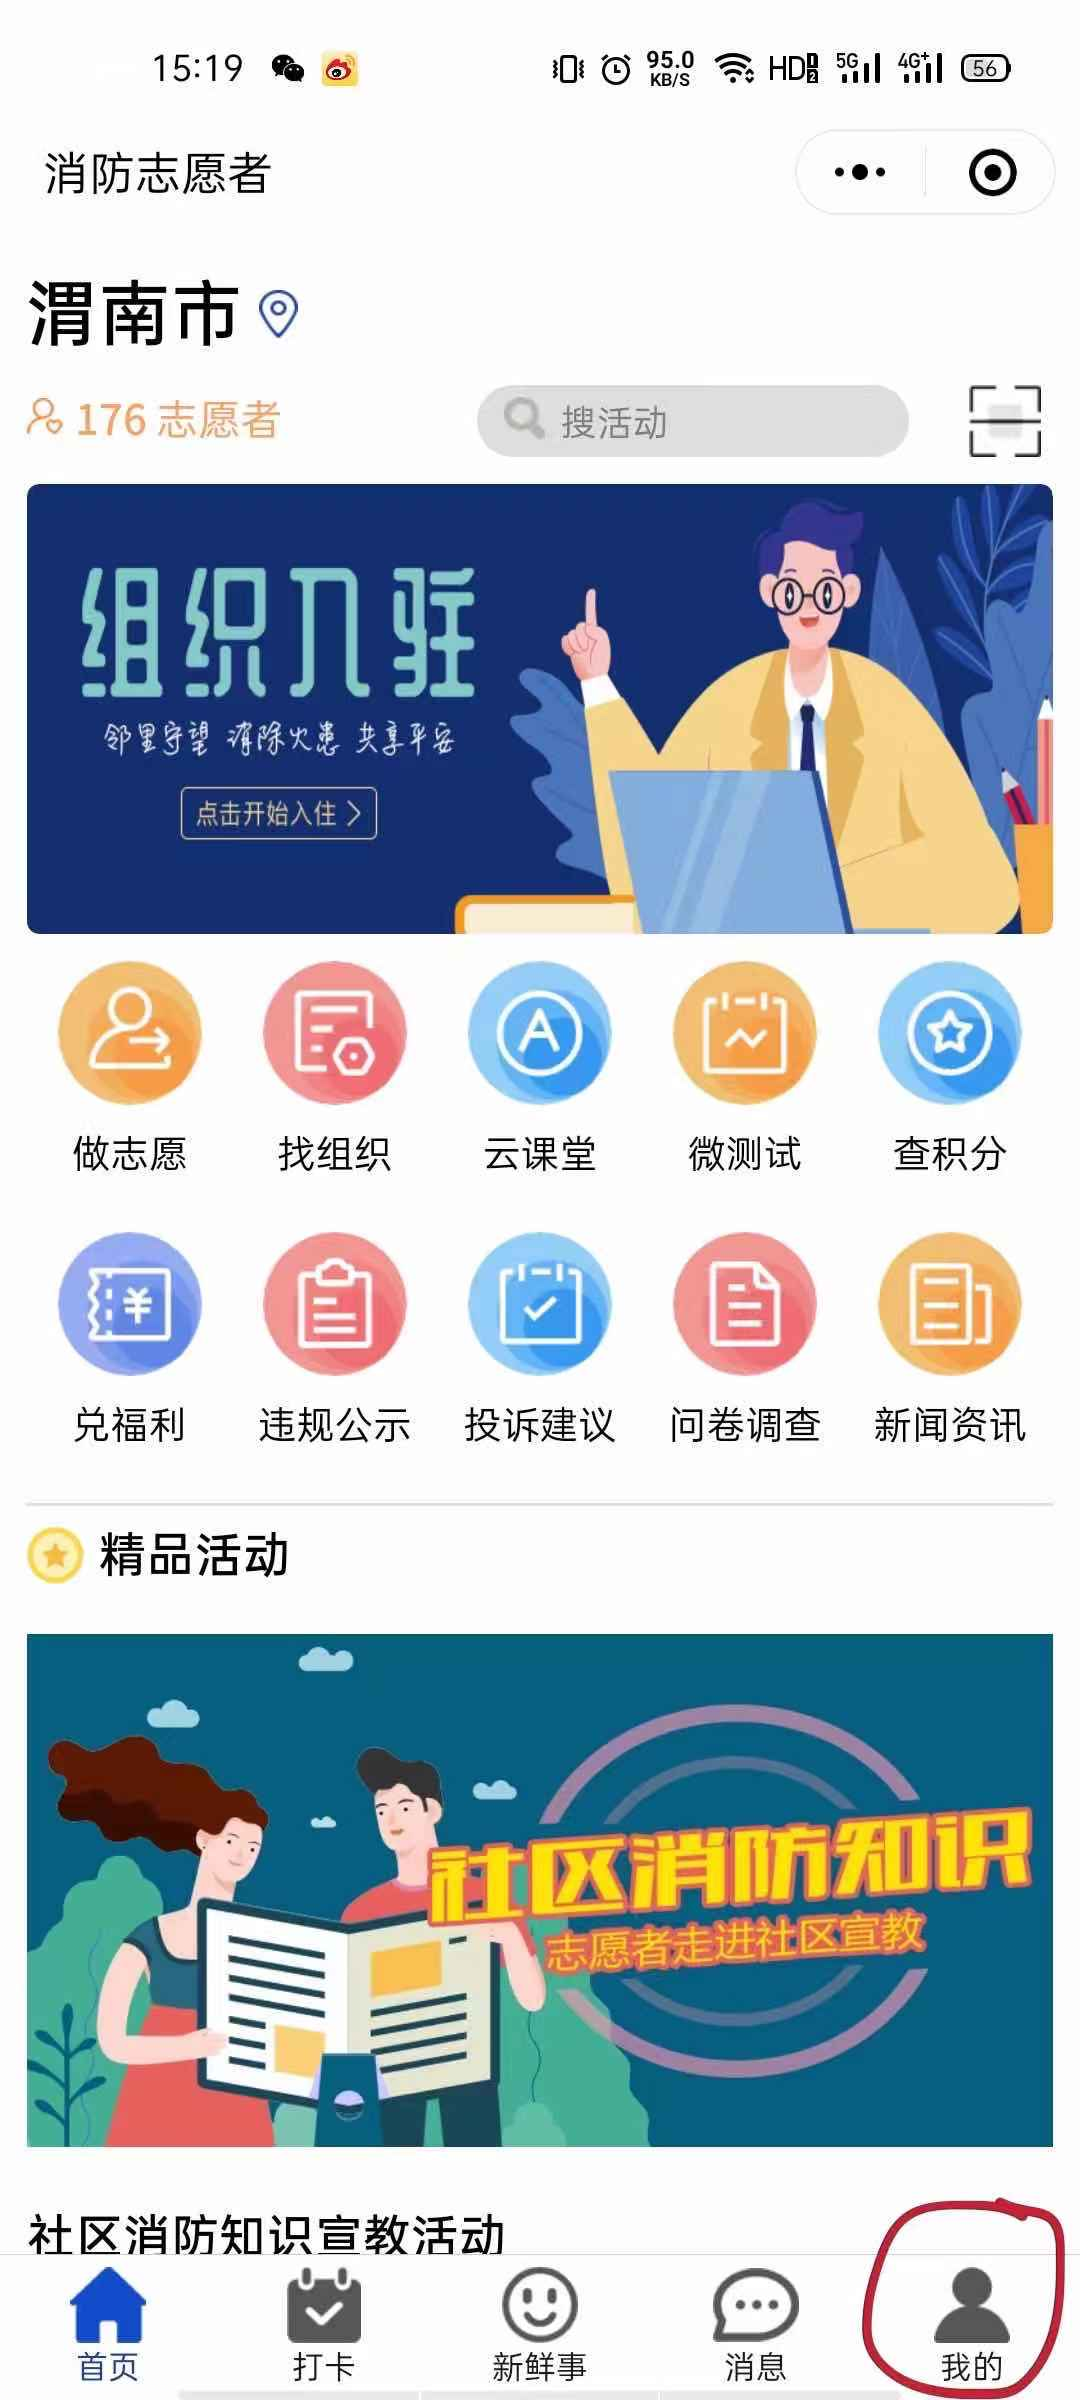 15:19 95.0 KB/S HD 5G 4G+ 56
消防志愿者
渭南市
176 志愿者 搜活动
组织入驻
邻里守望 消除火患 共享平安
点击开始入住
做志愿 找组织 云课堂 微测试 查积分
兑福利 违规公示 投诉建议 问卷调查 新闻资讯
精品活动
社区消防知识
志愿者走进社区宣教
社区消防知识宣教活动
首页 打卡 新鲜事 消息 我的